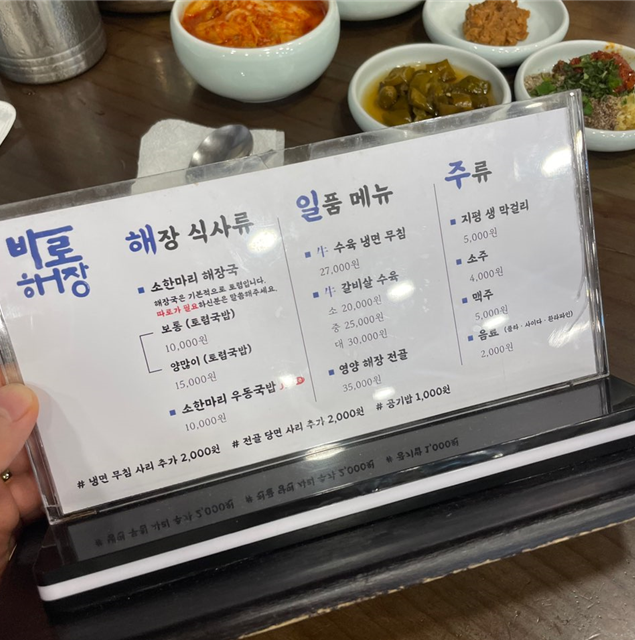 바로
해장
해장 식사류
소한마리 해장국
해장국은 기본적으로 토렴입니다.
따로가 필요하신분은 말씀해주세요.
보통 (토렴국밥)
10,000원
양많이 (토렴국밥)
15,000원
소한마리 우동국밥
10,000원
일품 메뉴
수육 냉면 무침
27,000원
갈비살 수육
소 20,000원
중 25,000원
대 30,000원
영양 해장 전골
35,000원
주류
지평 생 막걸리
5,000원
소주
4,000원
맥주
5,000원
음료 (콜라 · 사이다 · 환타파인)
2,000원
# 냉면 무침 사리 추가 2,000원 # 전골 당면 사리 추가 2,000원 # 공기밥 1,000원